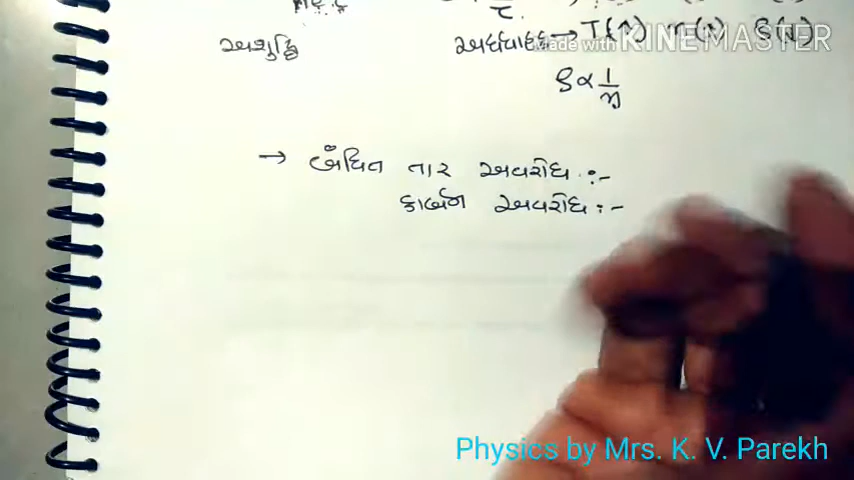 τ
અશુદ્ધિ અર્ધવાહક → T(↑) n(↑) ρ(↓)
Made with KINEMASTER
ρ ∝ 1/n
→ બંધિત તાર અવરોધ :-
કાર્બન અવરોધ :-
Physics by Mrs. K. V. Parekh